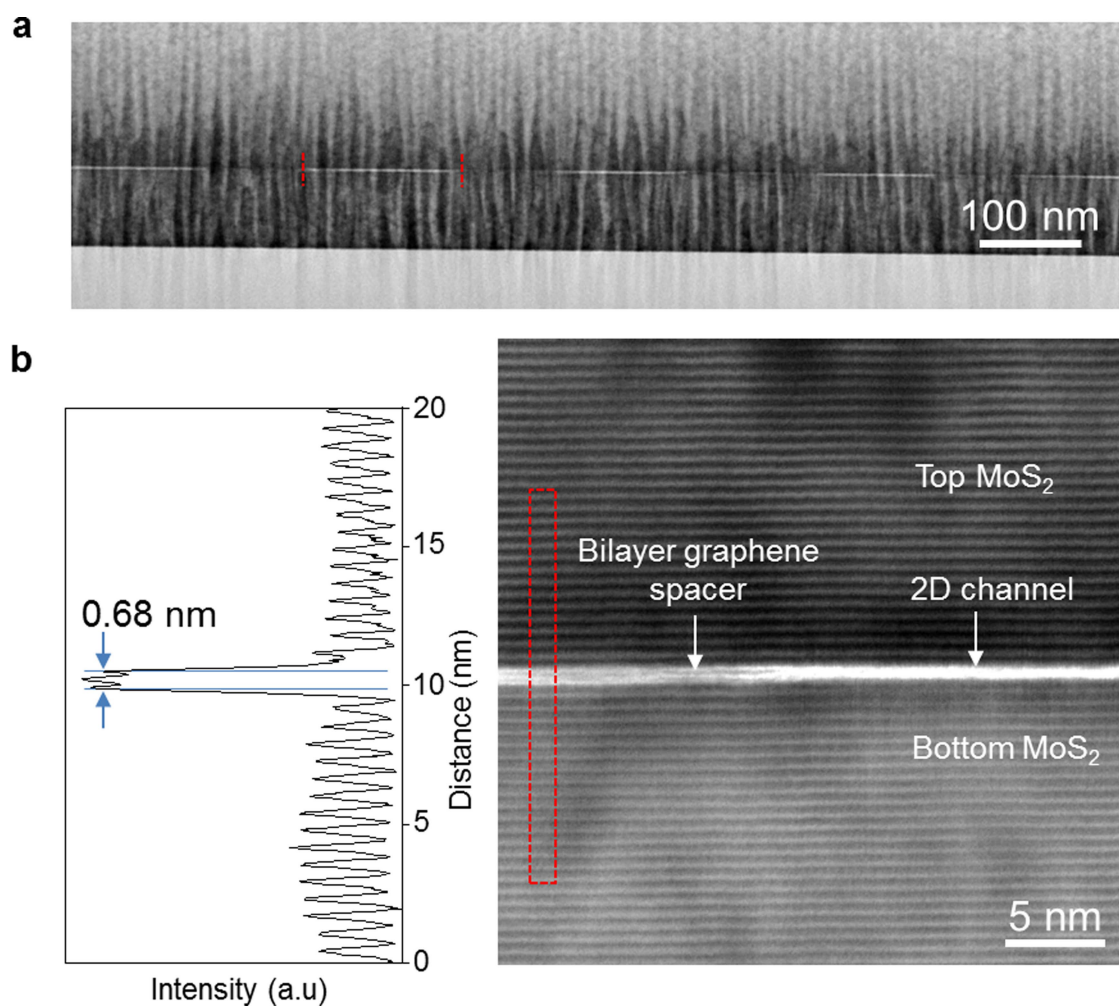 a
100 nm
b
20
15
10
5
0
Distance (nm)
0.68 nm
Intensity (a.u)
Top MoS₂
Bilayer graphene
spacer
2D channel
Bottom MoS₂
5 nm